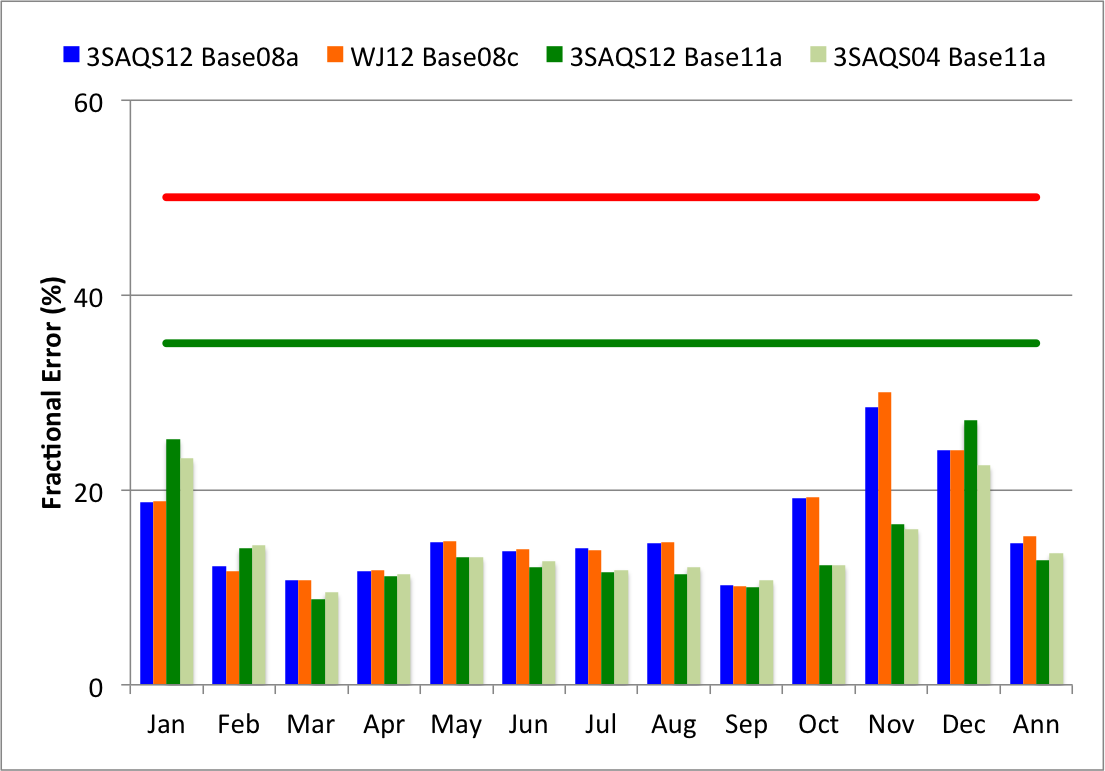 3SAQS12 Base08a WJ12 Base08c 3SAQS12 Base11a 3SAQS04 Base11a
60
40
20
0
Fractional Error (%)
Jan Feb Mar Apr May Jun Jul Aug Sep Oct Nov Dec Ann